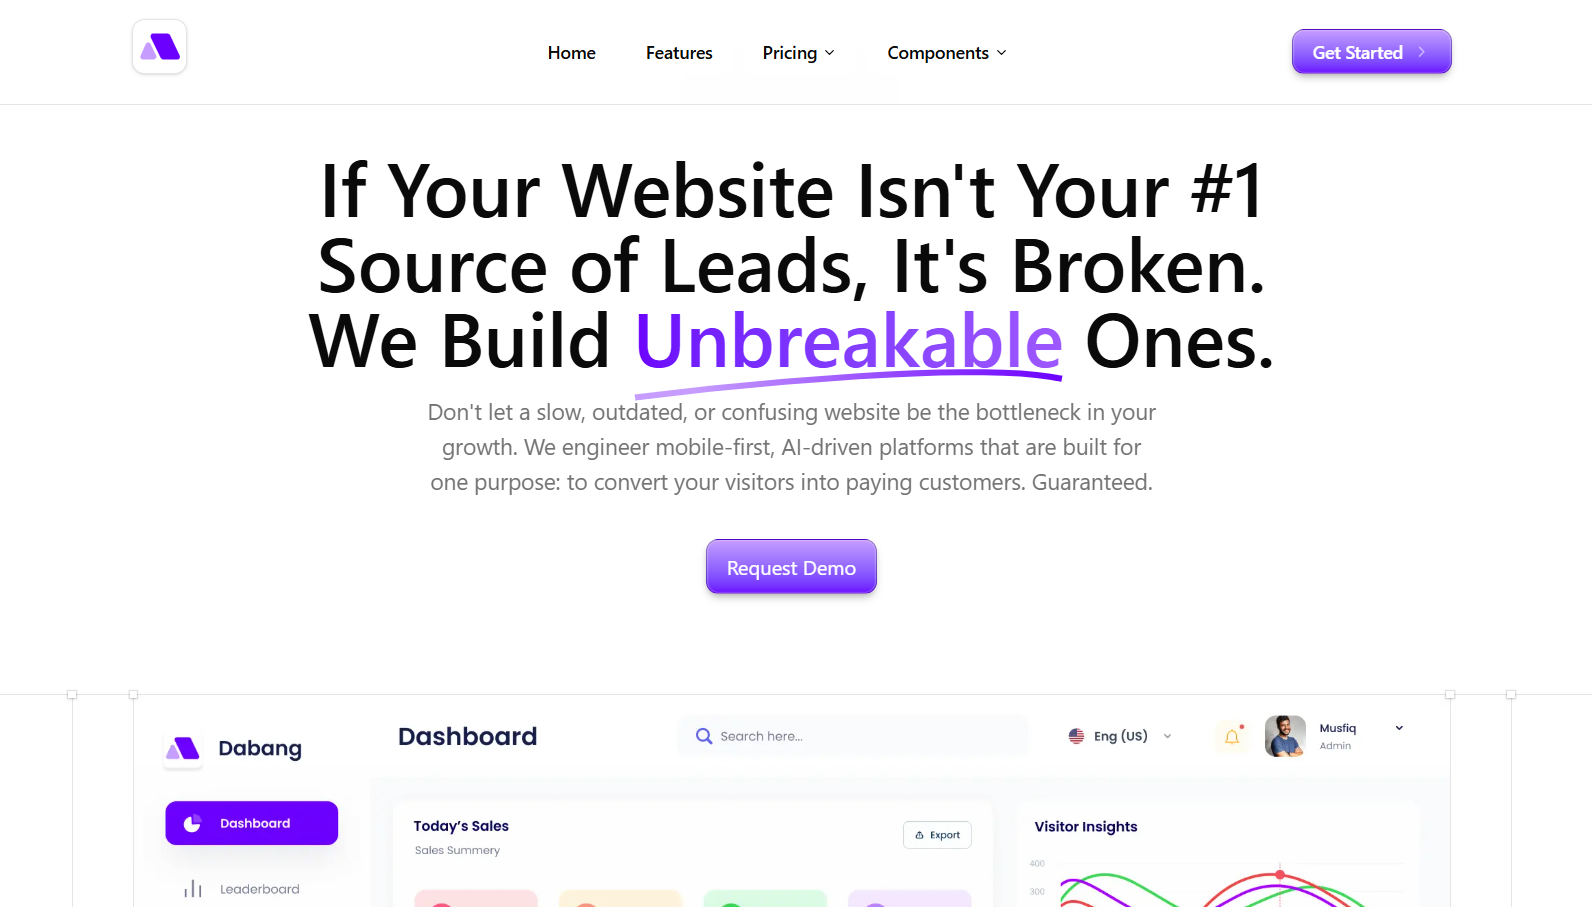 Home Features Pricing Components Get Started
If Your Website Isn't Your #1
Source of Leads, It's Broken.
We Build Unbreakable Ones.
Don't let a slow, outdated, or confusing website be the bottleneck in your
growth. We engineer mobile-first, AI-driven platforms that are built for
one purpose: to convert your visitors into paying customers. Guaranteed.
Request Demo
Dabang
Dashboard
Search here...
Eng (US)
Musfiq
Admin
Dashboard
Leaderboard
Today's Sales
Sales Summery
Export
Visitor Insights
400
300